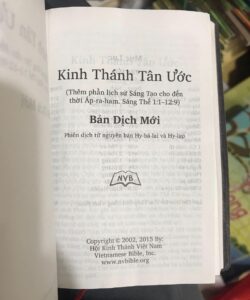 Kinh Thánh Tân Ước
(Thêm phần lịch sử Sáng Tạo cho đến
thời Áp-ra-ham, Sáng Thế 1:1–12:9)
Bản Dịch Mới
Phiên dịch từ nguyên bản Hy-bá-lai và Hy-lạp
NVB
Copyright © 2002, 2013 By:
Hội Kinh Thánh Việt Nam
Vietnamese Bible, Inc.
www.nvbible.org